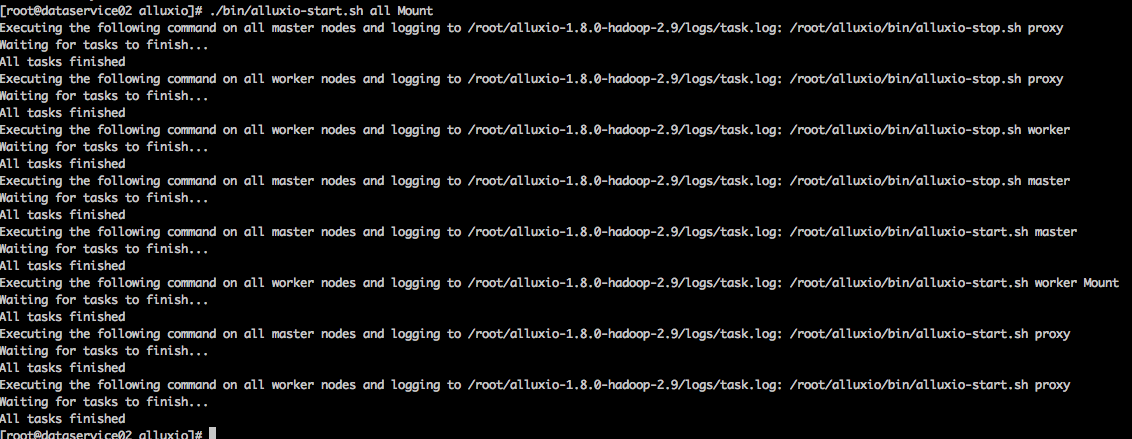 [root@dataservice02 alluxio]# ./bin/alluxio-start.sh all Mount
Executing the following command on all master nodes and logging to /root/alluxio-1.8.0-hadoop-2.9/logs/task.log: /root/alluxio/bin/alluxio-stop.sh proxy
Waiting for tasks to finish...
All tasks finished
Executing the following command on all worker nodes and logging to /root/alluxio-1.8.0-hadoop-2.9/logs/task.log: /root/alluxio/bin/alluxio-stop.sh proxy
Waiting for tasks to finish...
All tasks finished
Executing the following command on all worker nodes and logging to /root/alluxio-1.8.0-hadoop-2.9/logs/task.log: /root/alluxio/bin/alluxio-stop.sh worker
Waiting for tasks to finish...
All tasks finished
Executing the following command on all master nodes and logging to /root/alluxio-1.8.0-hadoop-2.9/logs/task.log: /root/alluxio/bin/alluxio-stop.sh master
Waiting for tasks to finish...
All tasks finished
Executing the following command on all master nodes and logging to /root/alluxio-1.8.0-hadoop-2.9/logs/task.log: /root/alluxio/bin/alluxio-start.sh master
Waiting for tasks to finish...
All tasks finished
Executing the following command on all worker nodes and logging to /root/alluxio-1.8.0-hadoop-2.9/logs/task.log: /root/alluxio/bin/alluxio-start.sh worker Mount
Waiting for tasks to finish...
All tasks finished
Executing the following command on all master nodes and logging to /root/alluxio-1.8.0-hadoop-2.9/logs/task.log: /root/alluxio/bin/alluxio-start.sh proxy
Waiting for tasks to finish...
All tasks finished
Executing the following command on all worker nodes and logging to /root/alluxio-1.8.0-hadoop-2.9/logs/task.log: /root/alluxio/bin/alluxio-start.sh proxy
Waiting for tasks to finish...
All tasks finished
[root@dataservice02 alluxio]#